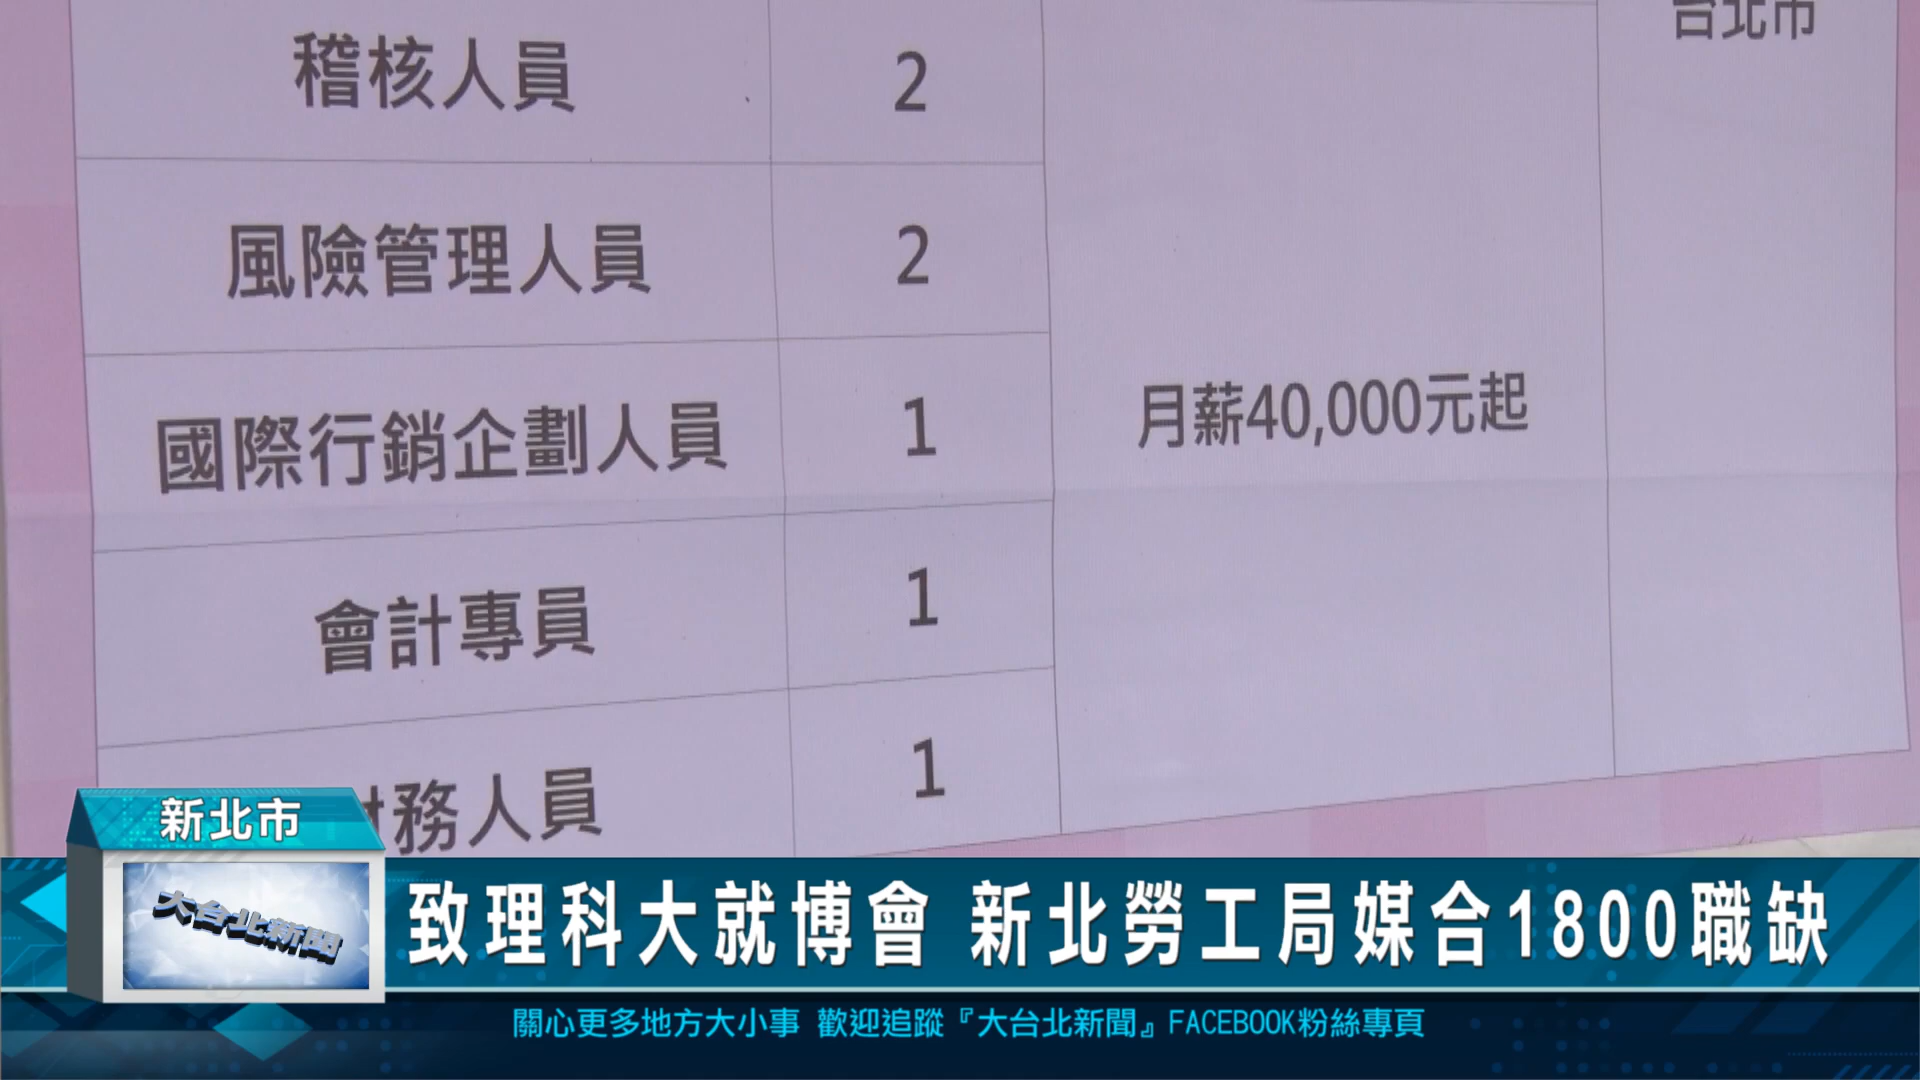 台北市
稽核人員 2
風險管理人員 2
國際行銷企劃人員 1 月薪40,000元起
會計專員 1
財務人員 1
新北市
大台北新聞
致理科大就博會 新北勞工局媒合1800職缺
關心更多地方大小事 歡迎追蹤『大台北新聞』FACEBOOK粉絲專頁